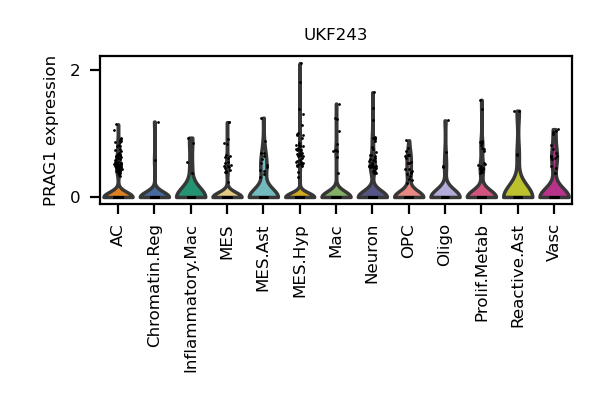 UKF243
PRAG1 expression
2
0
AC
Chromatin.Reg
Inflammatory.Mac
MES
MES.Ast
MES.Hyp
Mac
Neuron
OPC
Oligo
Prolif.Metab
Reactive.Ast
Vasc